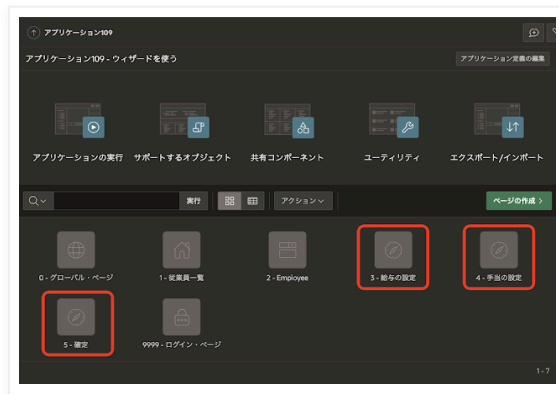 アプリケーション109
アプリケーション109 - ウィザードを使う
アプリケーション定義の編集
アプリケーションの実行
サポートするオブジェクト
共有コンポーネント
ユーティリティ
エクスポート/インポート
実行
アクション
ページの作成
0 - グローバル・ページ
1 - 従業員一覧
2 - Employee
3 - 給与の設定
4 - 手当の設定
5 - 確定
9999 - ログイン・ページ
1 - 7